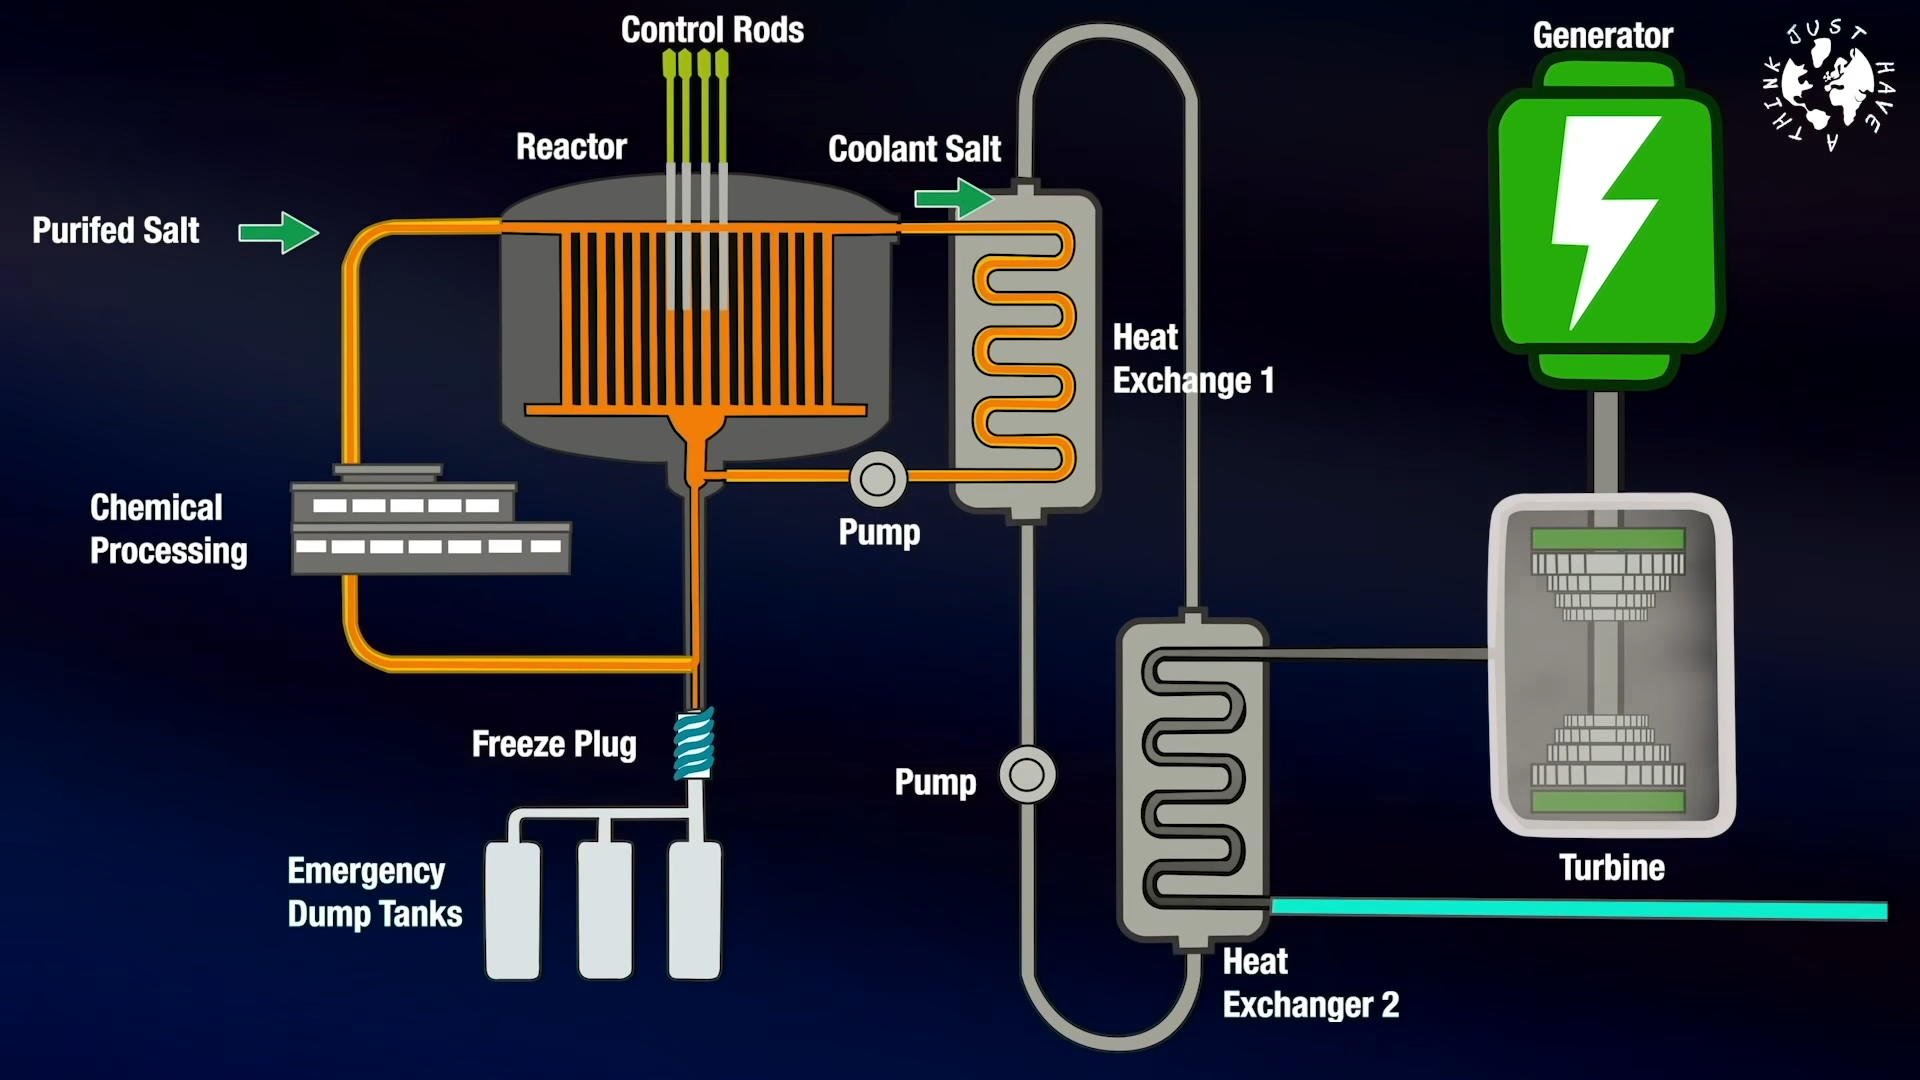 Control Rods
Generator
JUST HAVE A THINK
Reactor
Coolant Salt
Purifed Salt
Heat
Exchange 1
Chemical
Processing
Pump
Freeze Plug
Pump
Emergency
Dump Tanks
Turbine
Heat
Exchanger 2